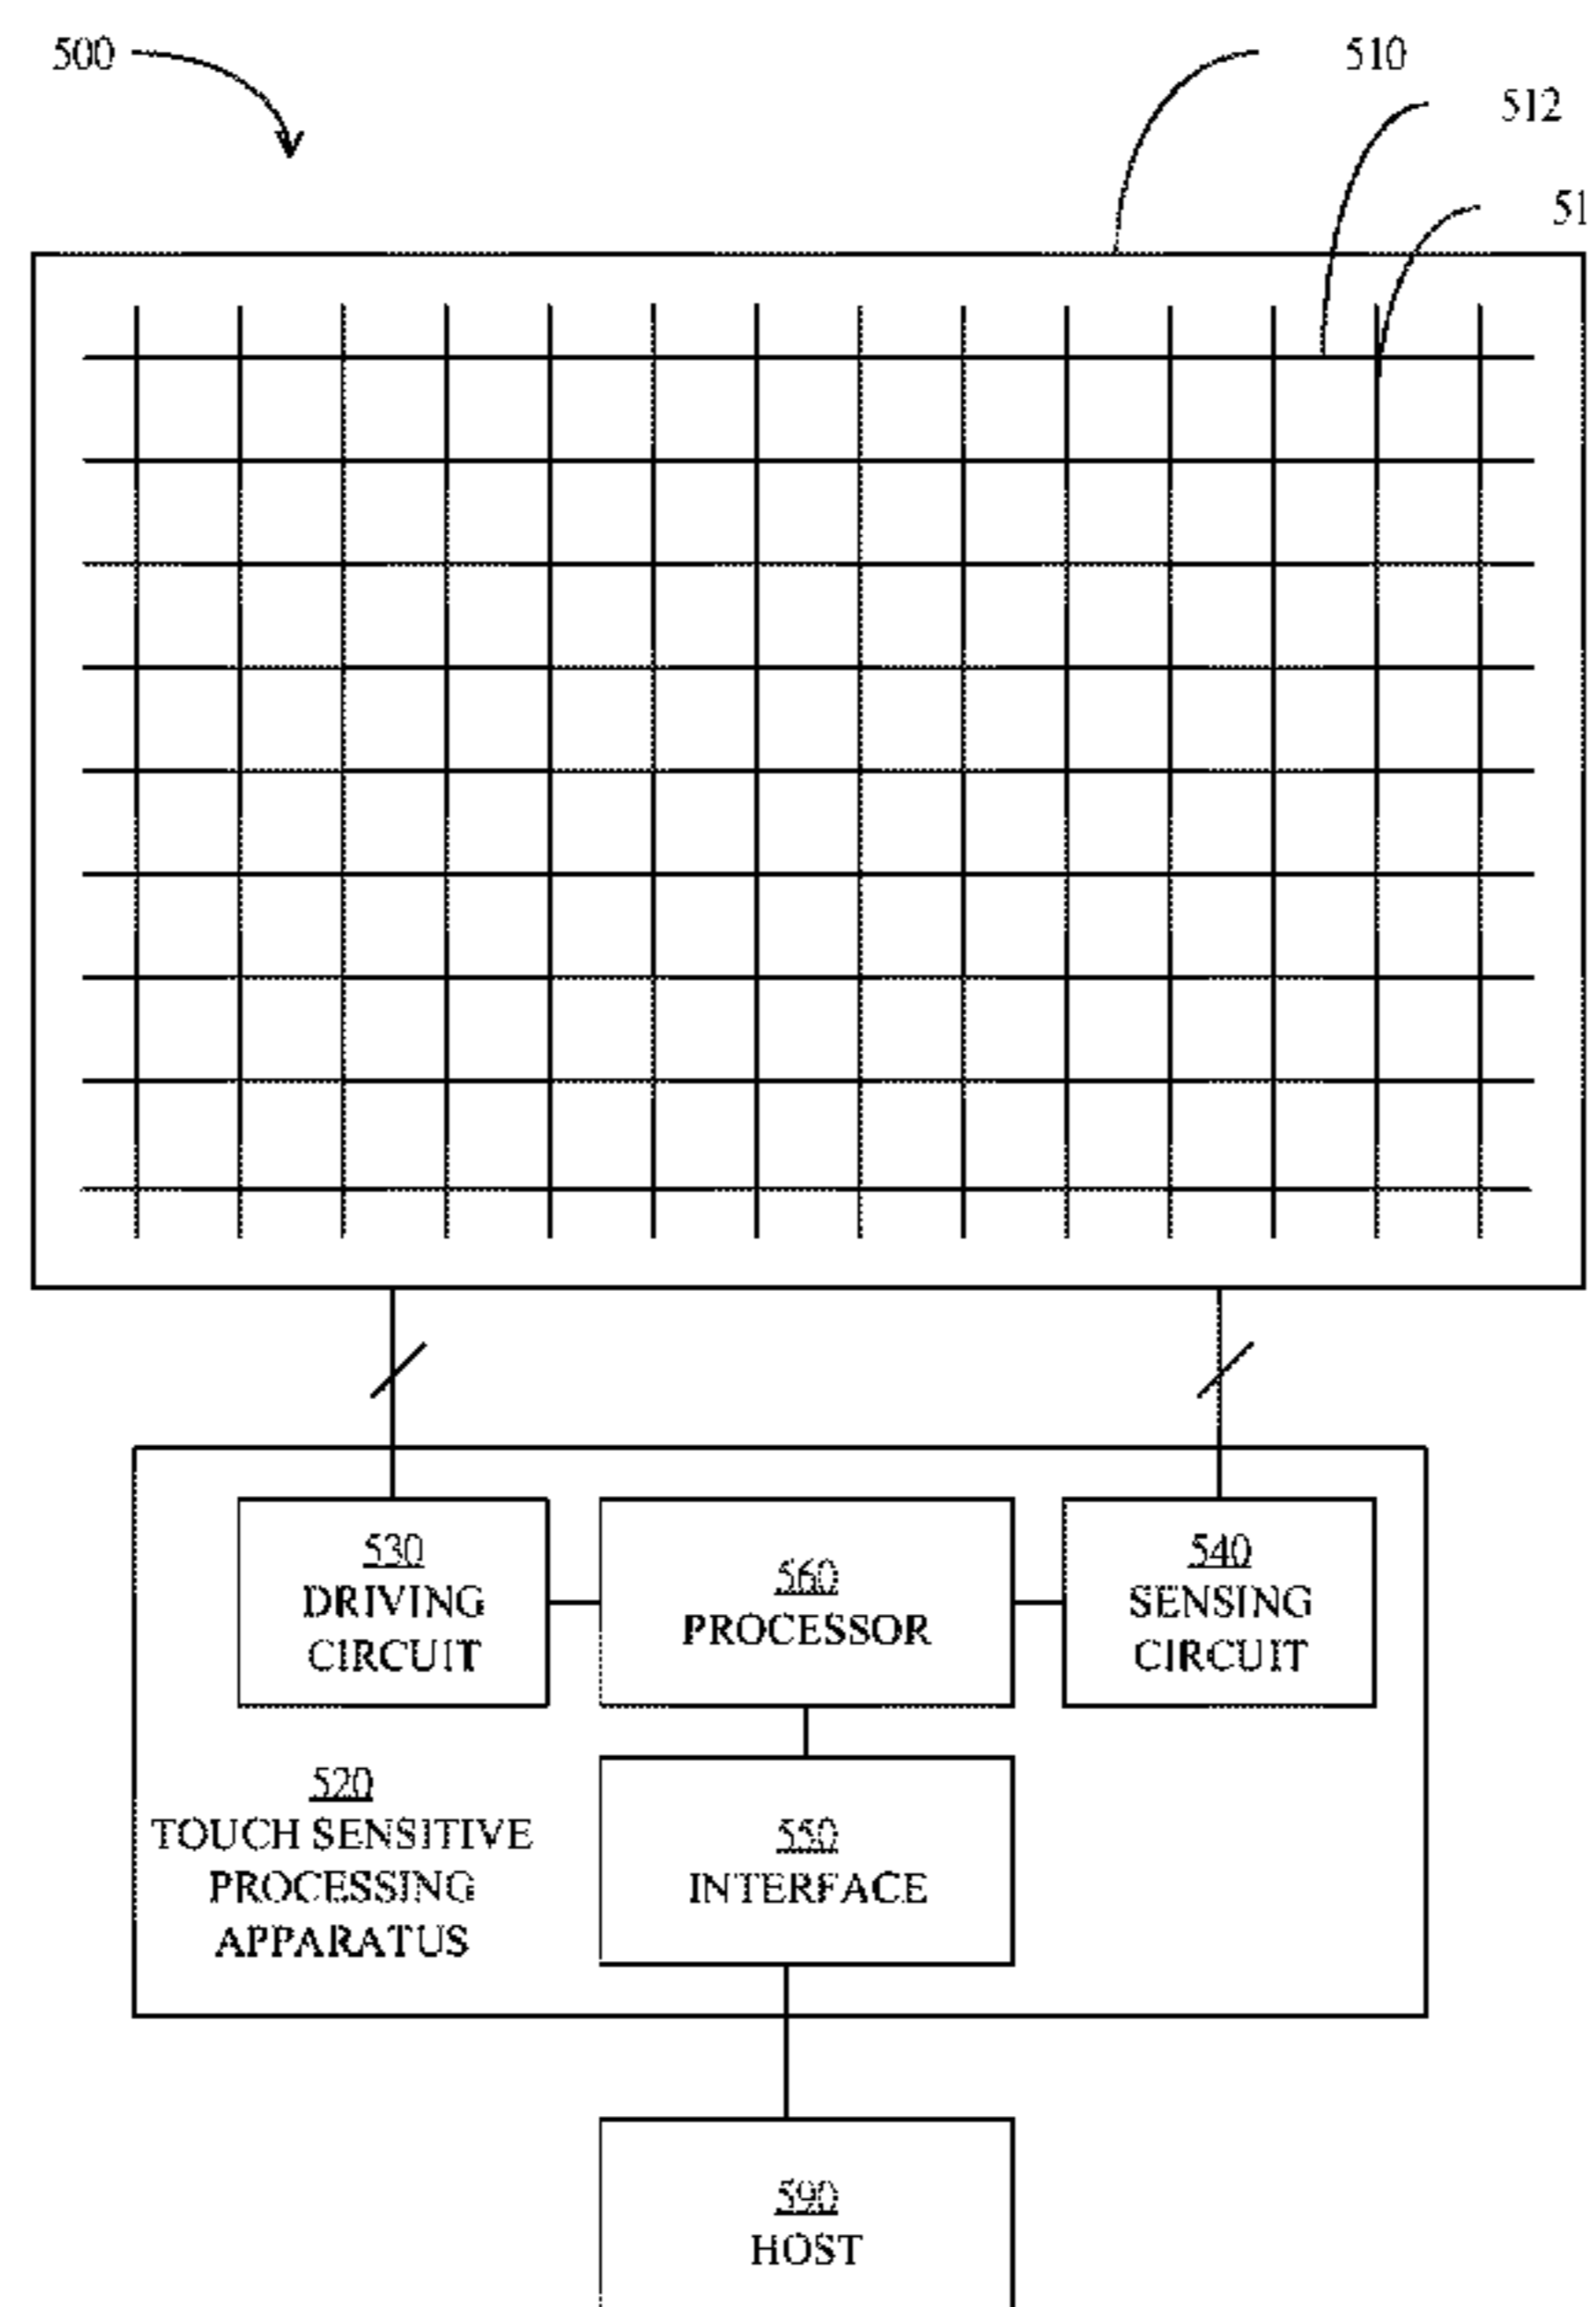 500
510
512
51
530
DRIVING
CIRCUIT
560
PROCESSOR
540
SENSING
CIRCUIT
520
TOUCH SENSITIVE
PROCESSING
APPARATUS
550
INTERFACE
590
HOST